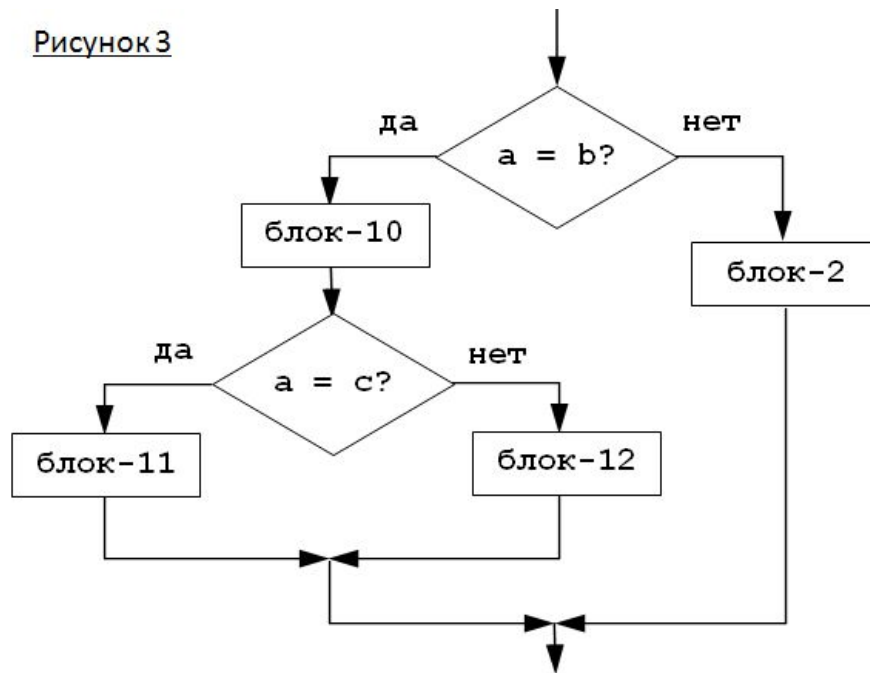 Рисунок 3
да
нет
a = b?
блок-10
блок-2
да
нет
a = c?
блок-11
блок-12